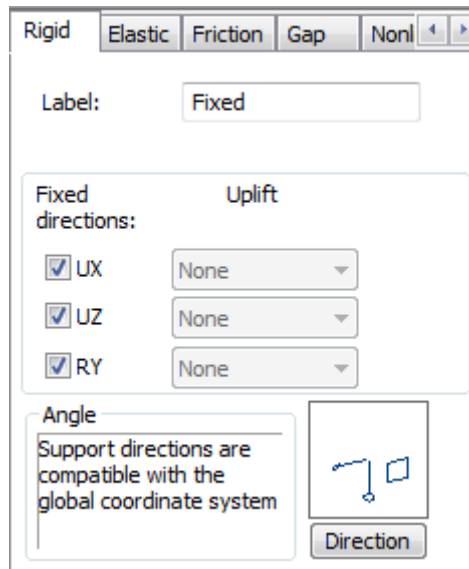 Rigid Elastic Friction Gap Nonl
Label: Fixed
Fixed Uplift
directions:
UX None
UZ None
RY None
Angle
Support directions are
compatible with the
global coordinate system
Direction